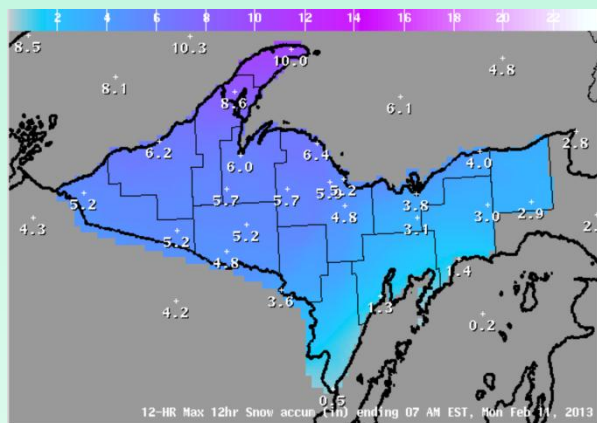 2 4 6 8 10 12 14 16 18 20 22
8.5 10.3 10.0 4.8
8.1 8.6 6.1
6.2 6.0 6.4 4.0 2.8
5.2 5.7 5.7 3.8 3.0 2.9
4.3 4.8 3.1
5.2 5.2
4.8 1.4
4.2 3.6 1.3 0.2
0.5
12-HR Max 12hr Snow accum (in) ending 07 AM EST, Mon Feb 11, 2013